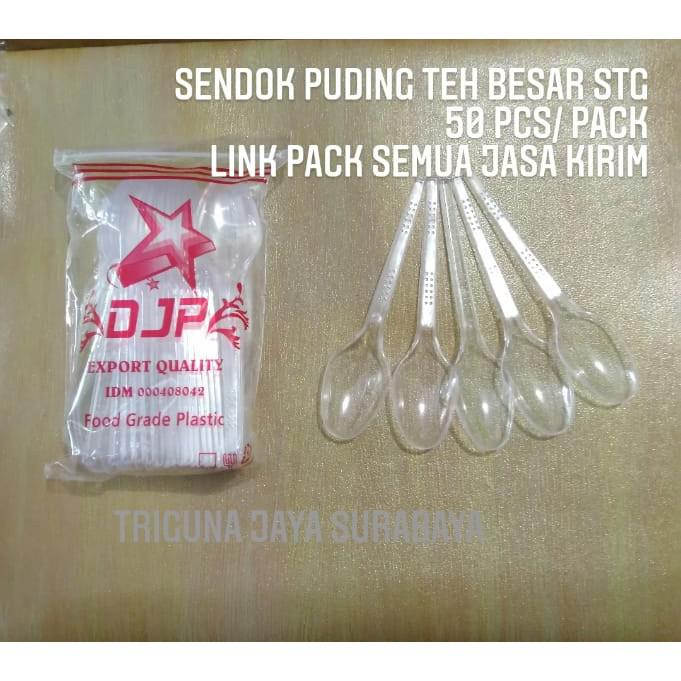 SENDOK PUDING TEH BESAR STG
50 PCS/ PACK
LINK PACK SEMUA JASA KIRIM
DJP
EXPORT QUALITY
IDM 000408042
Food Grade Plastic
TRIGUNA JAYA SURABAYA